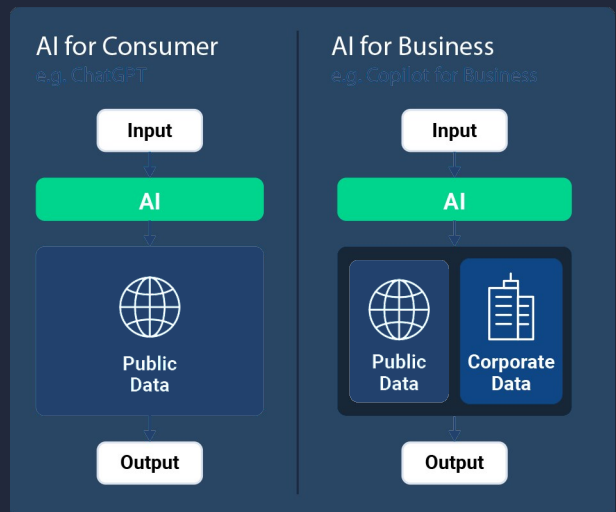 AI for Consumer
e.g. ChatGPT
Input
AI
Public
Data
Output
AI for Business
e.g. Copilot for Business
Input
AI
Public
Data
Corporate
Data
Output